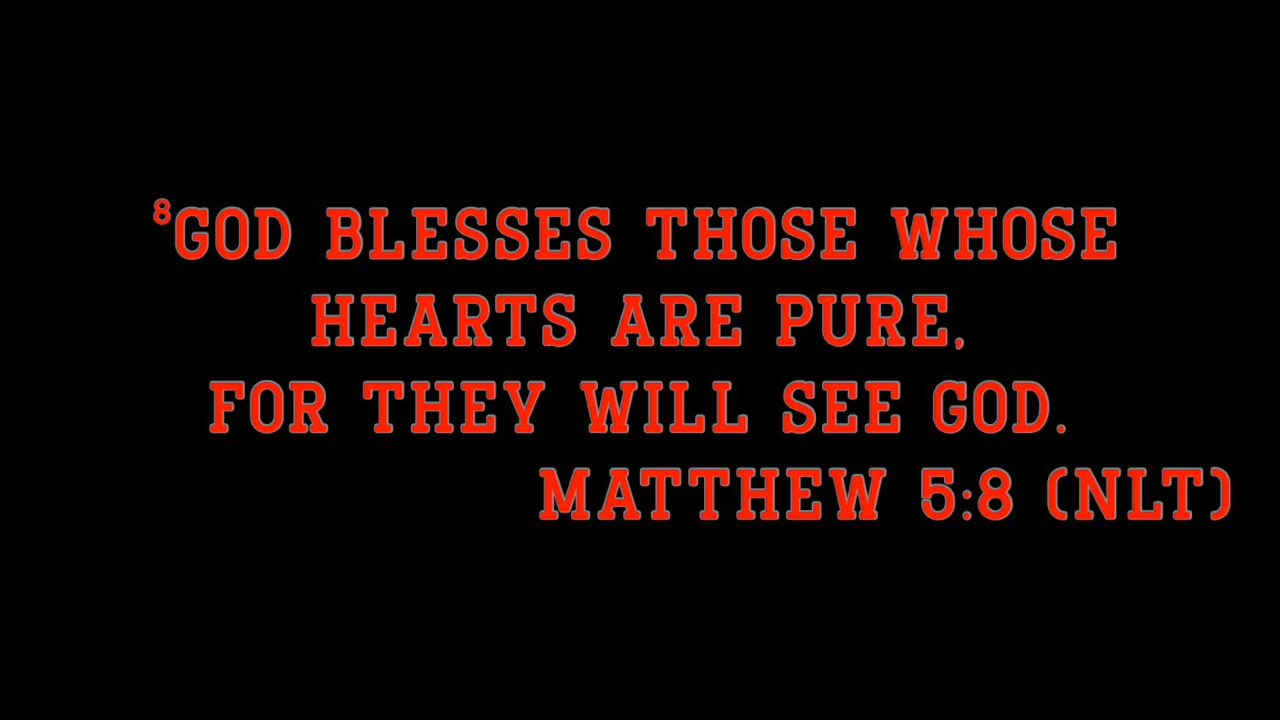 ⁸GOD BLESSES THOSE WHOSE
HEARTS ARE PURE,
FOR THEY WILL SEE GOD.
MATTHEW 5:8 (NLT)